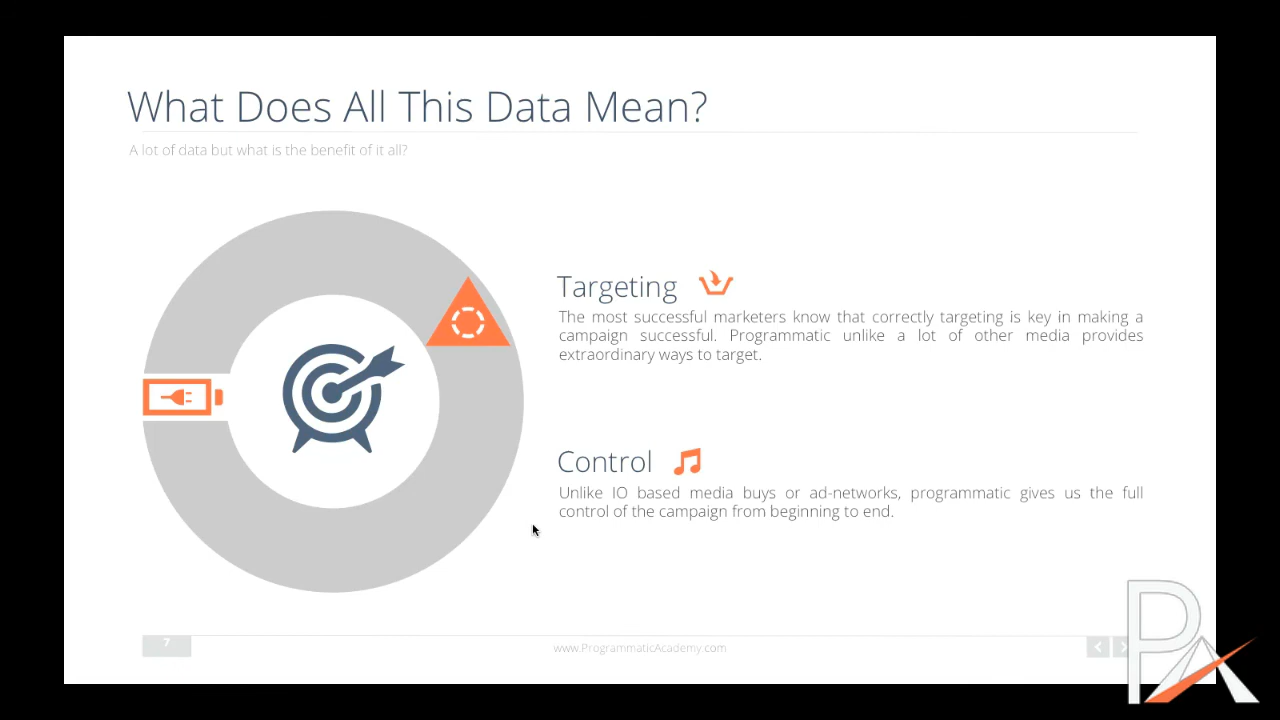 What Does All This Data Mean?
A lot of data but what is the benefit of it all?
Targeting
The most successful marketers know that correctly targeting is key in making a
campaign successful. Programmatic unlike a lot of other media provides
extraordinary ways to target.
Control
Unlike IO based media buys or ad-networks, programmatic gives us the full
control of the campaign from beginning to end.
7
www.ProgrammaticAcademy.com
PA